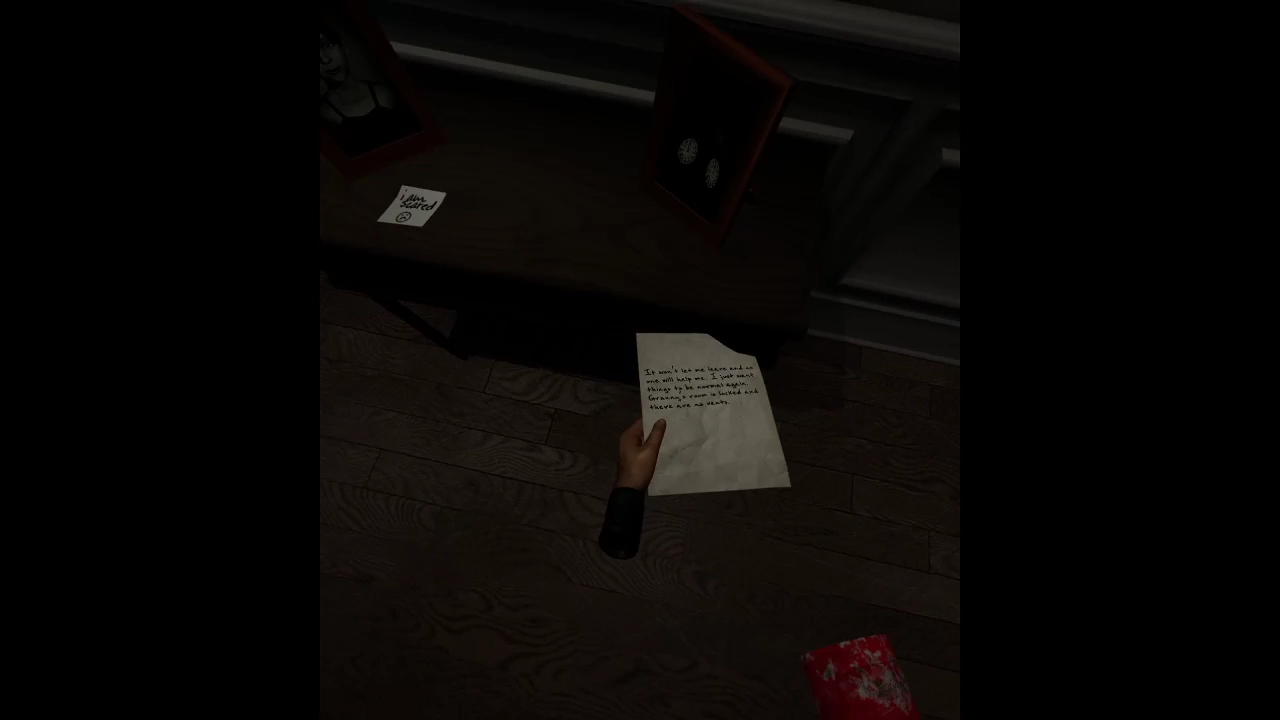 i am
scared
It won't let me leave and no
one will help me. I just want
things to be normal again.
Granny's room is locked and
there are no vents.